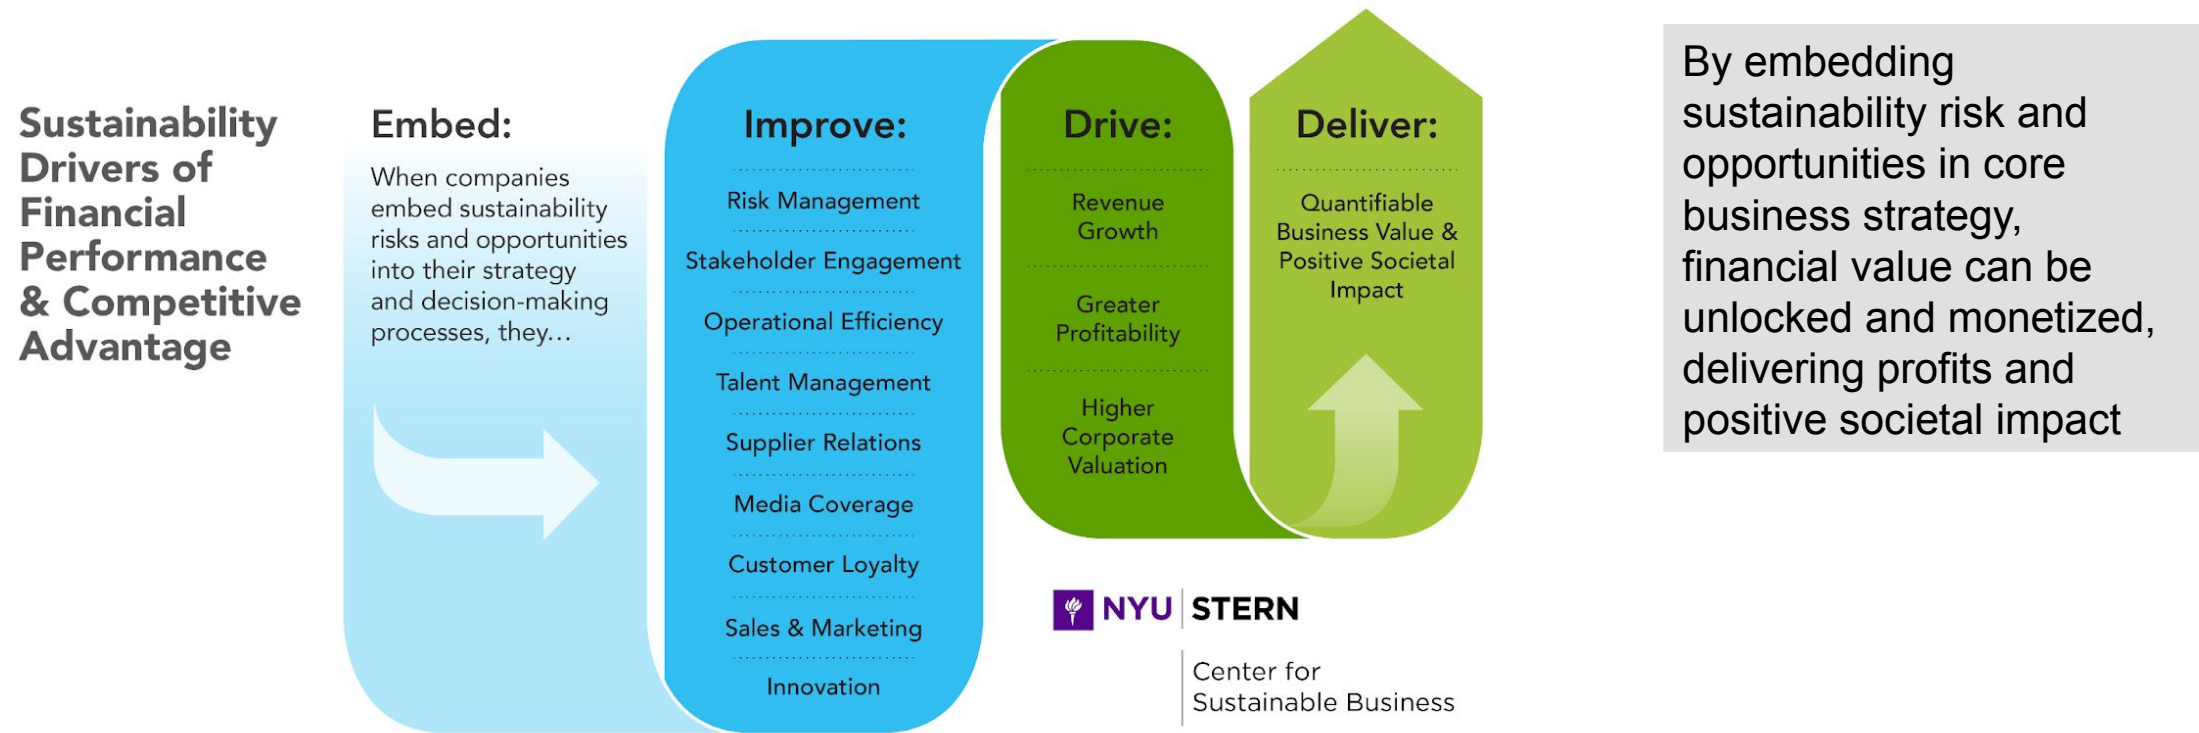 Sustainability
Drivers of
Financial
Performance
& Competitive
Advantage
Embed:
When companies
embed sustainability
risks and opportunities
into their strategy
and decision-making
processes, they...
Improve:
Risk Management
Stakeholder Engagement
Operational Efficiency
Talent Management
Supplier Relations
Media Coverage
Customer Loyalty
Sales & Marketing
Innovation
Drive:
Revenue
Growth
Greater
Profitability
Higher
Corporate
Valuation
Deliver:
Quantifiable
Business Value &
Positive Societal
Impact
NYU STERN
Center for
Sustainable Business
By embedding
sustainability risk and
opportunities in core
business strategy,
financial value can be
unlocked and monetized,
delivering profits and
positive societal impact